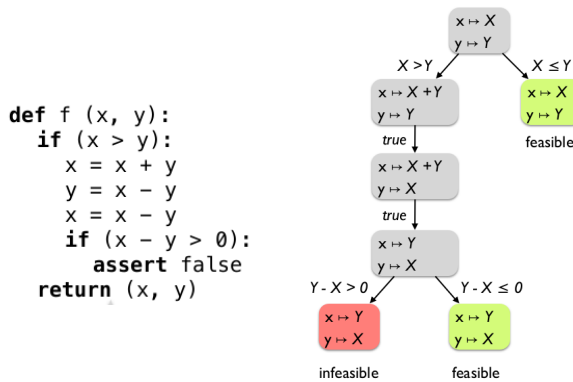 def f (x, y):
if (x > y):
x = x + y
y = x – y
x = x – y
if (x – y > 0):
assert false
return (x, y)
x ↦ X
y ↦ Y
X >Y
X ≤ Y
x ↦ X +Y
y ↦ Y
x ↦ X
y ↦ Y
feasible
true
x ↦ X+Y
y ↦ X
true
x ↦ Y
y ↦ X
Y - X > 0
Y - X ≤ 0
x ↦ Y
y ↦ X
x ↦ Y
y ↦ X
infeasible
feasible